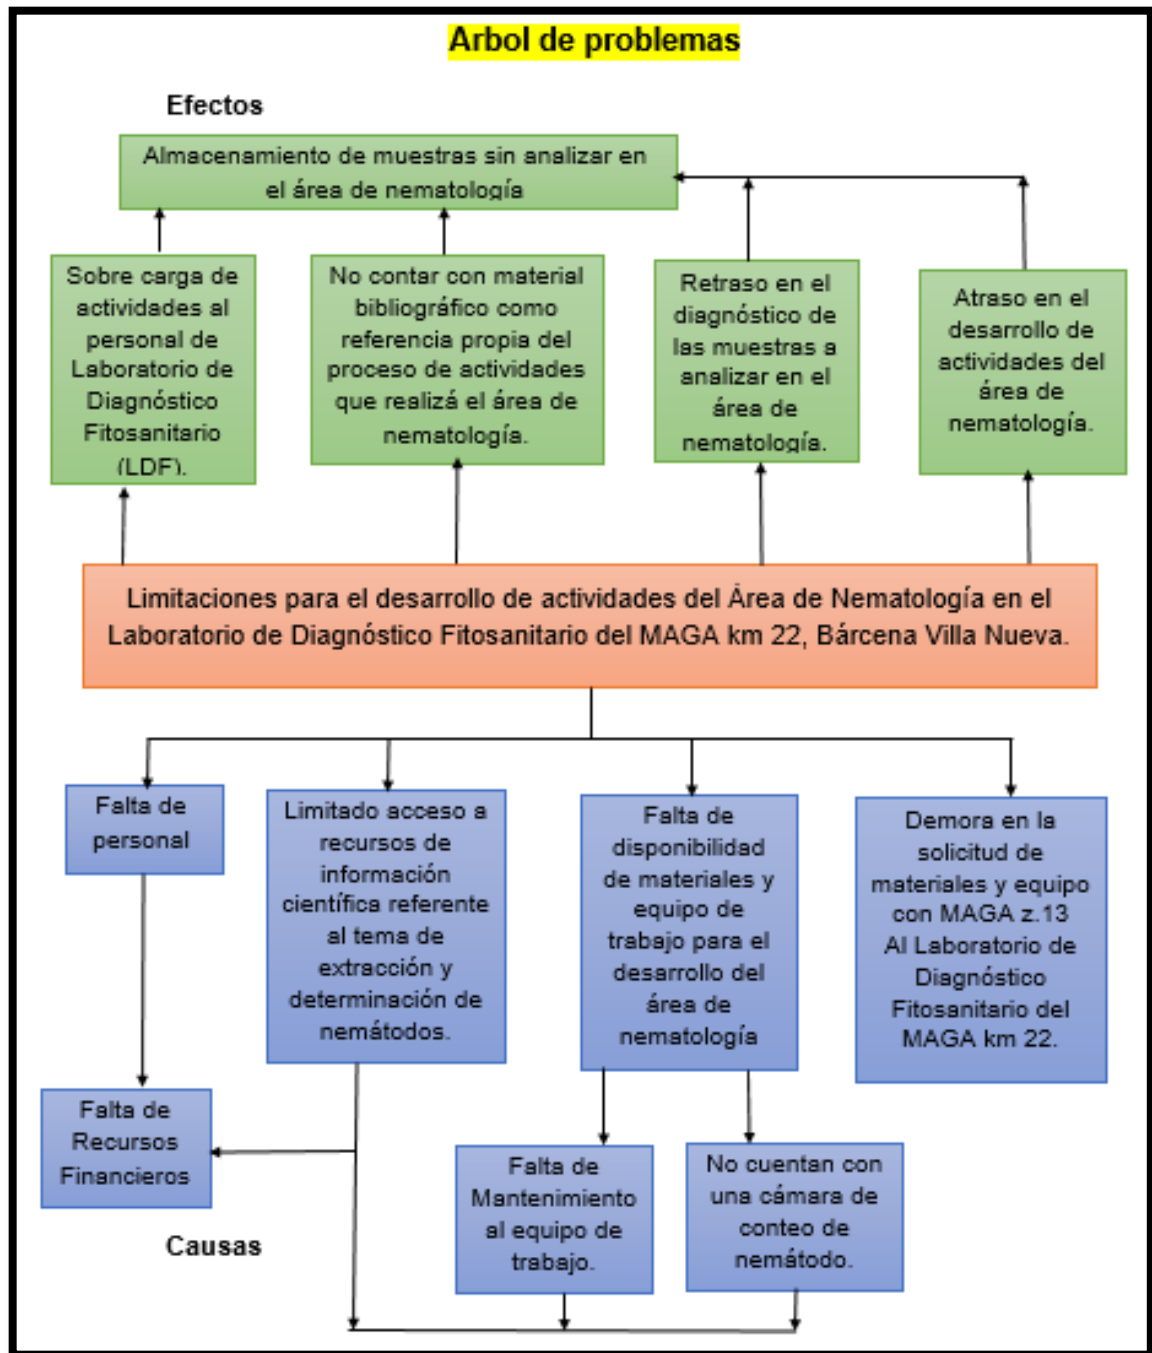 Arbol de problemas
Efectos
Almacenamiento de muestras sin analizar en
el área de nematología
Sobre carga de
actividades al
personal de
Laboratorio de
Diagnóstico
Fitosanitario
(LDF).
No contar con material
bibliográfico como
referencia propia del
proceso de actividades
que realizá el área de
nematología.
Retraso en el
diagnóstico de
las muestras a
analizar en el
área de
nematología.
Atraso en el
desarrollo de
actividades del
área de
nematología.
Limitaciones para el desarrollo de actividades del Área de Nematología en el
Laboratorio de Diagnóstico Fitosanitario del MAGA km 22, Bárcena Villa Nueva.
Falta de
personal
Limitado acceso a
recursos de
información
científica referente
al tema de
extracción y
determinación de
nemátodos.
Falta de
disponibilidad
de materiales y
equipo de
trabajo para el
desarrollo del
área de
nematología
Demora en la
solicitud de
materiales y equipo
con MAGA z.13
Al Laboratorio de
Diagnóstico
Fitosanitario del
MAGA km 22.
Falta de
Recursos
Financieros
Falta de
Mantenimiento
al equipo de
trabajo.
No cuentan con
una cámara de
conteo de
nemátodo.
Causas